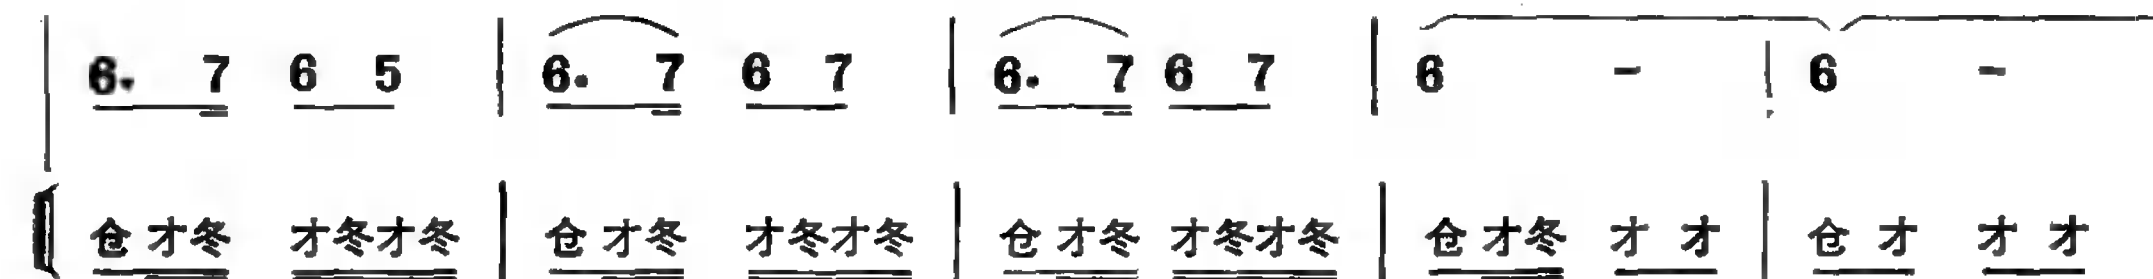 6· 7 6 5 | 6· 7 6 7 | 6· 7 6 7 | 6 - | 6 -
仓 才冬 才冬才冬 | 仓 才冬 才冬才冬 | 仓 才冬 才冬才冬 | 仓 才冬 才 才 | 仓 才 才 才